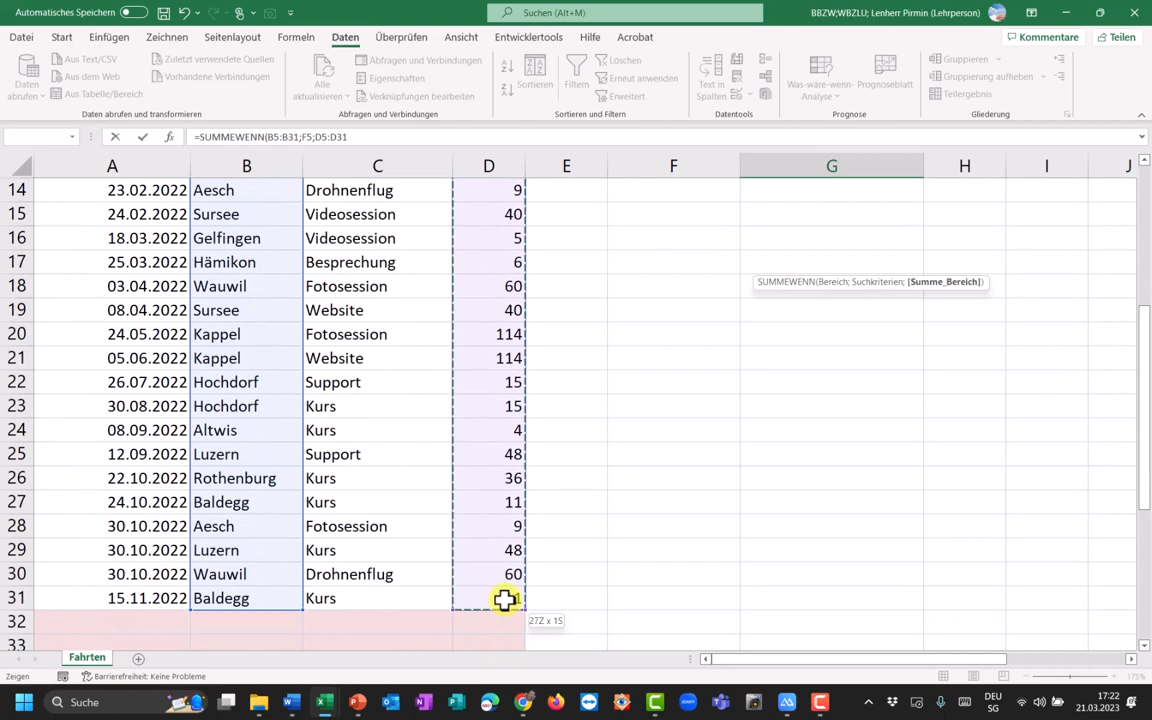 Automatisches Speichern
Suchen (Alt+M)
BBZW;WBZLU; Lenherr Pirmin (Lehrperson)
Datei Start Einfügen Zeichnen Seitenlayout Formeln Daten Überprüfen Ansicht Entwicklertools Hilfe Acrobat
Kommentare Teilen
Daten abrufen
Aus Text/CSV
Aus dem Web
Aus Tabelle/Bereich
Zuletzt verwendete Quellen
Vorhandene Verbindungen
Daten abrufen und transformieren
Alle aktualisieren
Abfragen und Verbindungen
Eigenschaften
Verknüpfungen bearbeiten
Abfragen und Verbindungen
Sortieren
Filtern
Löschen
Erneut anwenden
Erweitert
Sortieren und Filtern
Text in Spalten
Datentools
Was-wäre-wenn-Analyse
Prognoseblatt
Prognose
Gruppieren
Gruppierung aufheben
Teilergebnis
Gliederung
=SUMMEWENN(B5:B31;F5;D5:D31
A B C D E F G H I J
14 23.02.2022 Aesch Drohnenflug 9
15 24.02.2022 Sursee Videosession 40
16 18.03.2022 Gelfingen Videosession 5
17 25.03.2022 Hämikon Besprechung 6
18 03.04.2022 Wauwil Fotosession 60
SUMMEWENN(Bereich; Suchkriterien; [Summe_Bereich])
19 08.04.2022 Sursee Website 40
20 24.05.2022 Kappel Fotosession 114
21 05.06.2022 Kappel Website 114
22 26.07.2022 Hochdorf Support 15
23 30.08.2022 Hochdorf Kurs 15
24 08.09.2022 Altwis Kurs 4
25 12.09.2022 Luzern Support 48
26 22.10.2022 Rothenburg Kurs 36
27 24.10.2022 Baldegg Kurs 11
28 30.10.2022 Aesch Fotosession 9
29 30.10.2022 Luzern Kurs 48
30 30.10.2022 Wauwil Drohnenflug 60
31 15.11.2022 Baldegg Kurs
32
27Z x 1S
33
Fahrten
Zeigen
Barrierefreiheit: Keine Probleme
175%
Suche
DEU
SG
17:22
21.03.2023